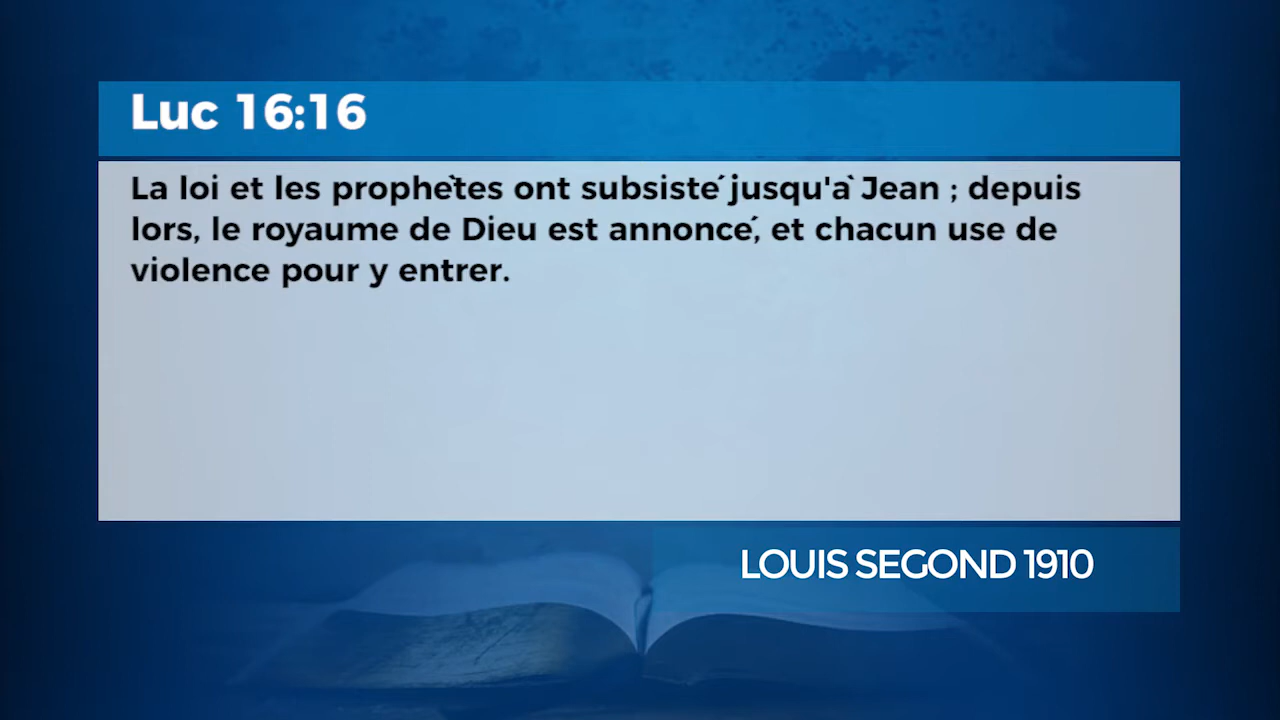 Luc 16:16
La loi et les prophètes ont subsisté jusqu'à Jean ; depuis
lors, le royaume de Dieu est annoncé, et chacun use de
violence pour y entrer.
LOUIS SEGOND 1910